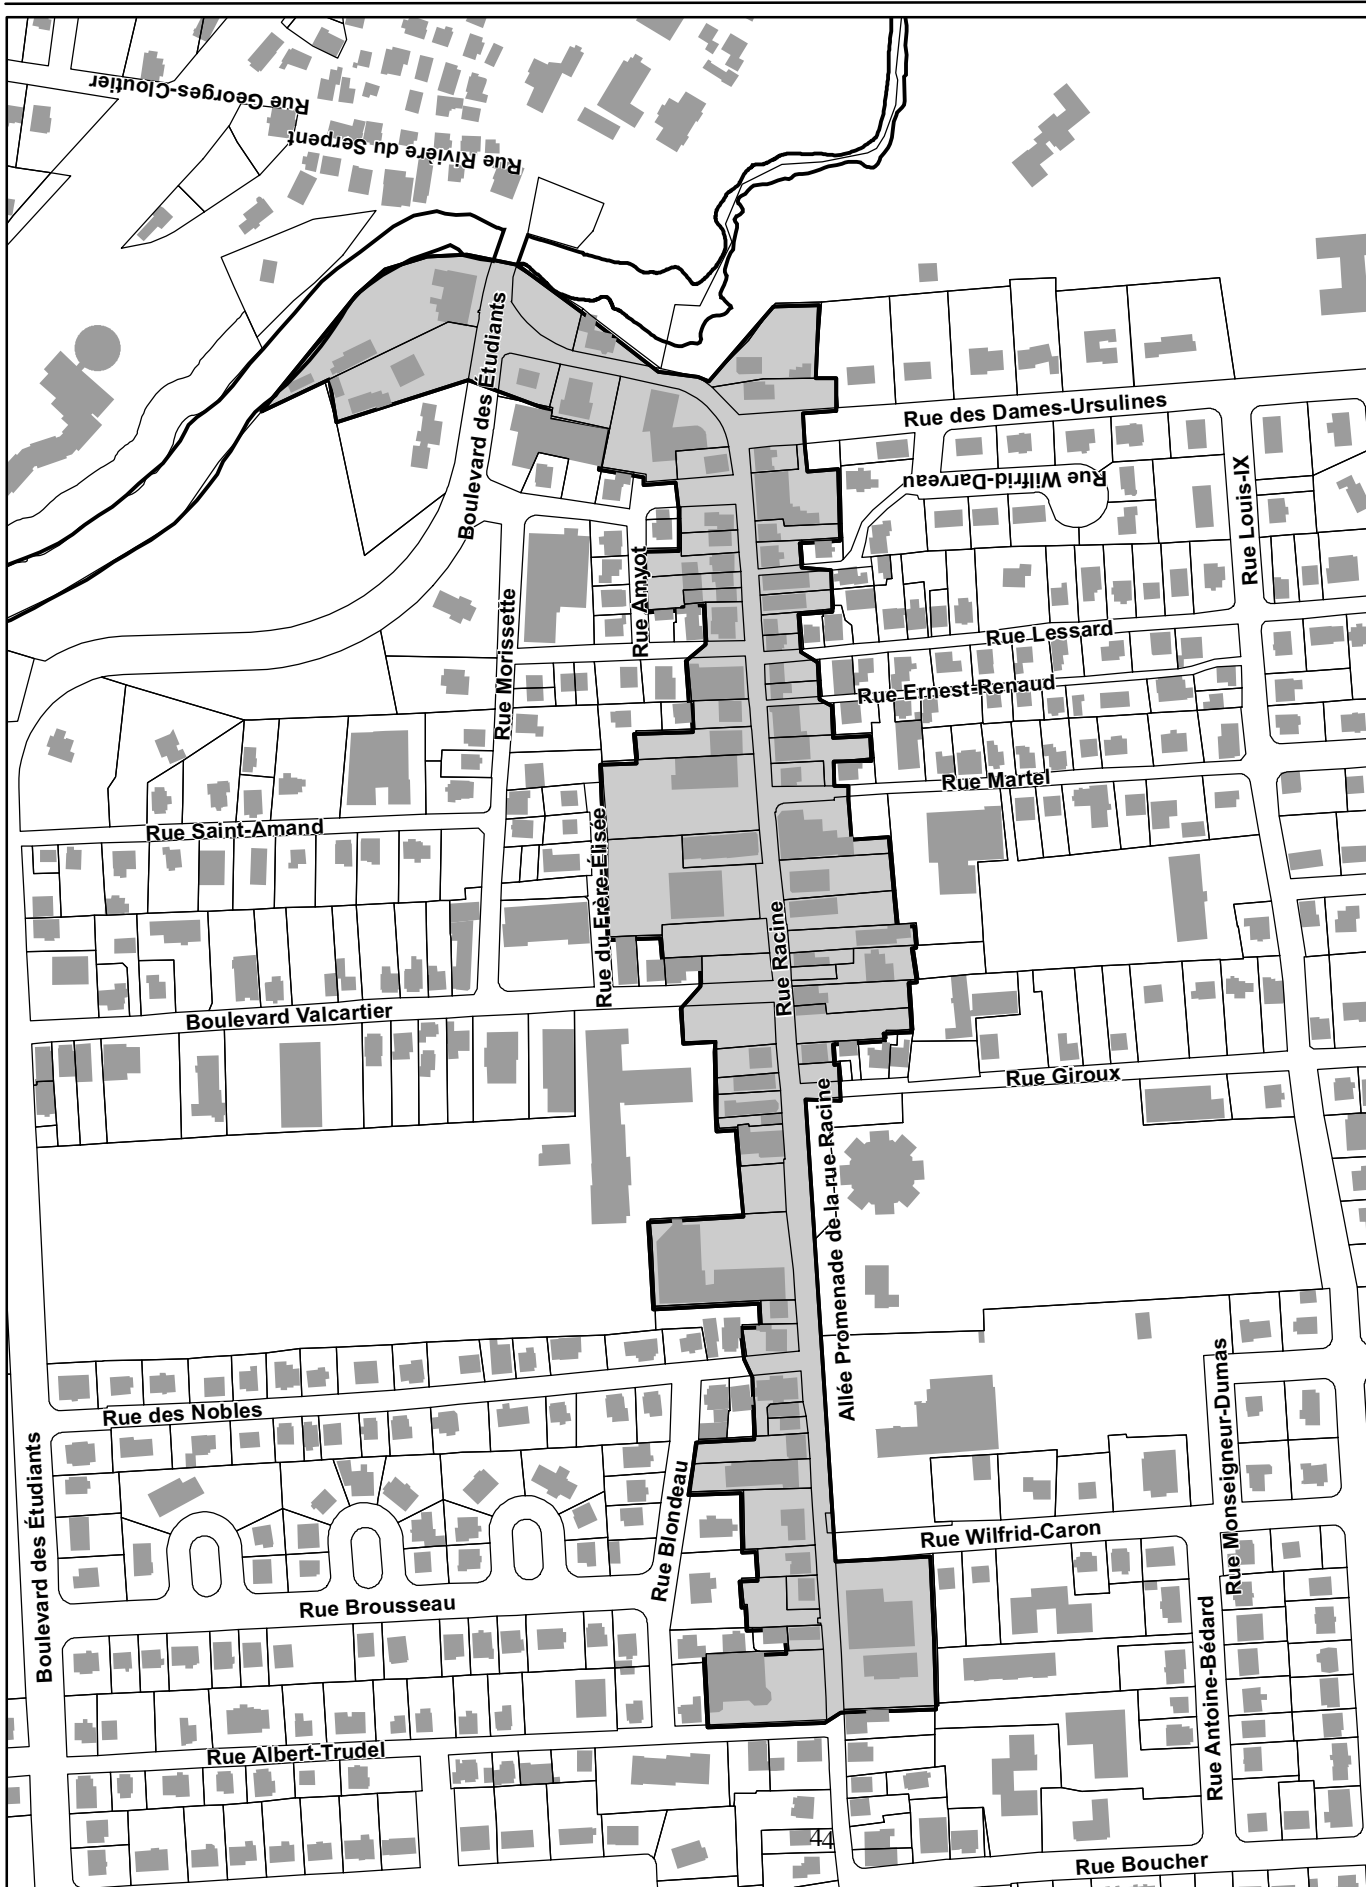 Rue Georges-Cloutier
Rue Rivière du Serpent
Boulevard des Étudiants
Rue des Dames-Ursulines
Rue Wilfrid-Darveau
Rue Louis-IX
Rue Amyot
Rue Morissette
Rue Lessard
Rue Ernest-Renaud
Rue Martel
Rue Saint-Amand
Rue du Frère-Élisée
Rue Racine
Boulevard Valcartier
Rue Giroux
Allée Promenade de-la-rue-Racine
Rue des Nobles
Boulevard des Étudiants
Rue Blondeau
Rue Monseigneur-Dumas
Rue Wilfrid-Caron
Rue Brousseau
Rue Antoine-Bédard
Rue Albert-Trudel
44
Rue Boucher